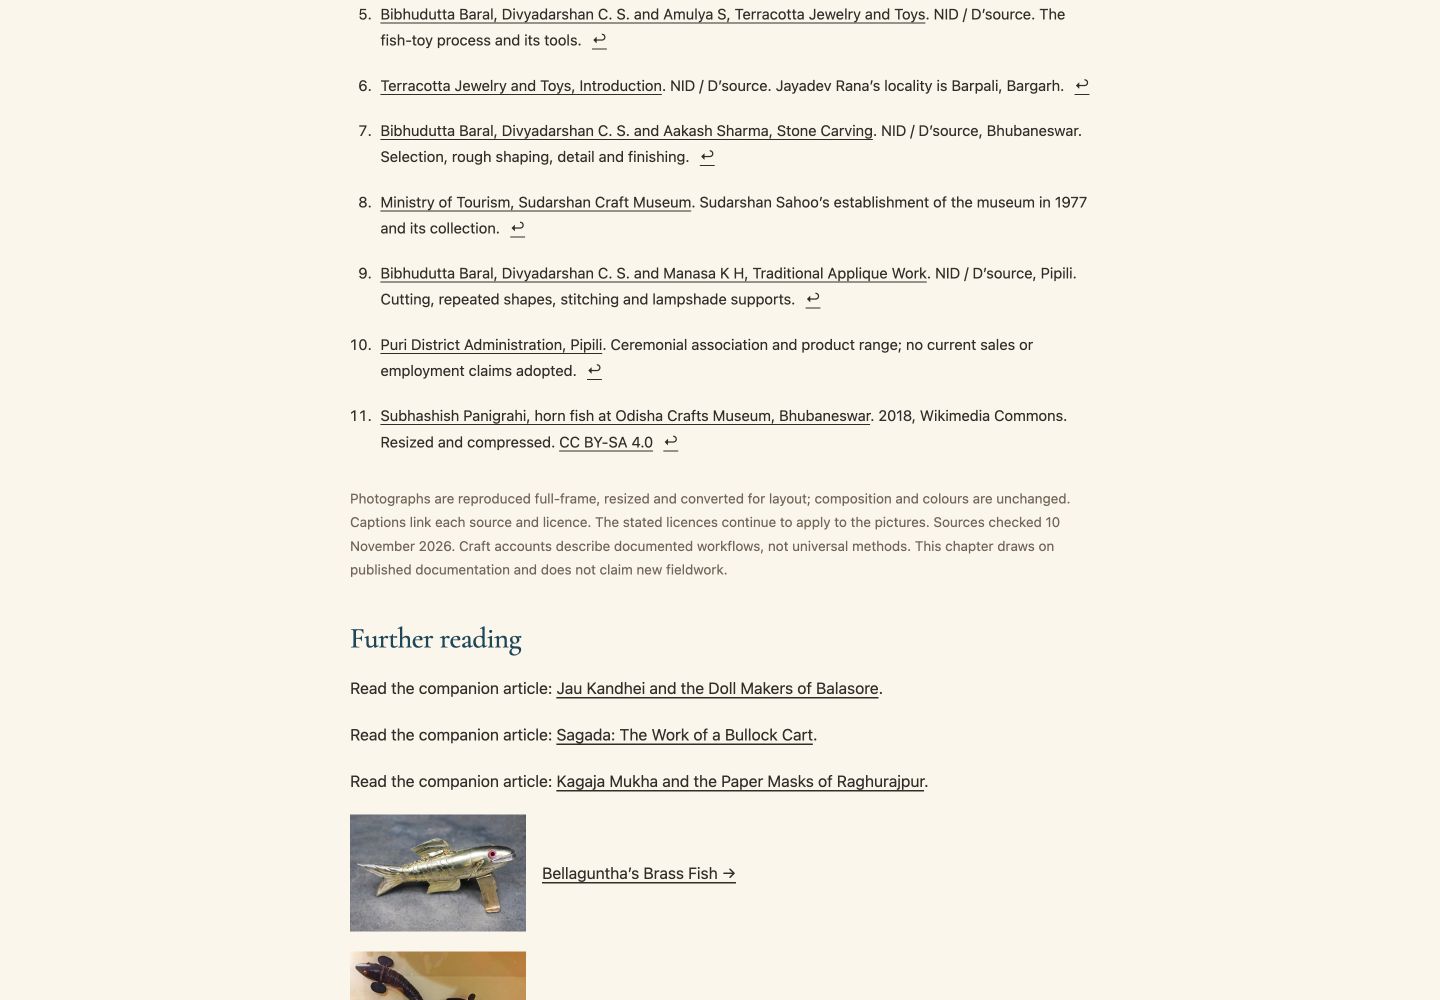 5. Bibhudutta Baral, Divyadarshan C. S. and Amulya S, Terracotta Jewelry and Toys. NID / D’source. The
fish-toy process and its tools. ↩
6. Terracotta Jewelry and Toys, Introduction. NID / D’source. Jayadev Rana’s locality is Barpali, Bargarh. ↩
7. Bibhudutta Baral, Divyadarshan C. S. and Aakash Sharma, Stone Carving. NID / D’source, Bhubaneswar.
Selection, rough shaping, detail and finishing. ↩
8. Ministry of Tourism, Sudarshan Craft Museum. Sudarshan Sahoo’s establishment of the museum in 1977
and its collection. ↩
9. Bibhudutta Baral, Divyadarshan C. S. and Manasa K H, Traditional Applique Work. NID / D’source, Pipili.
Cutting, repeated shapes, stitching and lampshade supports. ↩
10. Puri District Administration, Pipili. Ceremonial association and product range; no current sales or
employment claims adopted. ↩
11. Subhashish Panigrahi, horn fish at Odisha Crafts Museum, Bhubaneswar. 2018, Wikimedia Commons.
Resized and compressed. CC BY-SA 4.0 ↩
Photographs are reproduced full-frame, resized and converted for layout; composition and colours are unchanged.
Captions link each source and licence. The stated licences continue to apply to the pictures. Sources checked 10
November 2026. Craft accounts describe documented workflows, not universal methods. This chapter draws on
published documentation and does not claim new fieldwork.
Further reading
Read the companion article: Jau Kandhei and the Doll Makers of Balasore.
Read the companion article: Sagada: The Work of a Bullock Cart.
Read the companion article: Kagaja Mukha and the Paper Masks of Raghurajpur.
Bellaguntha’s Brass Fish →